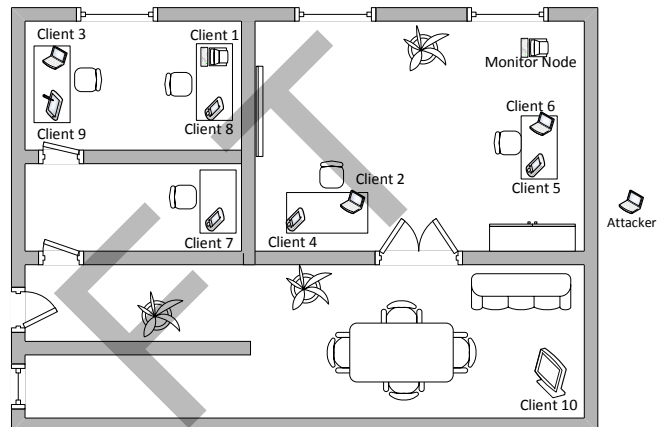 Client 3
Client 1
Monitor Node
Client 9
Client 8
Client 6
Client 2
Client 5
Client 7
Client 4
Attacker
Client 10
FT